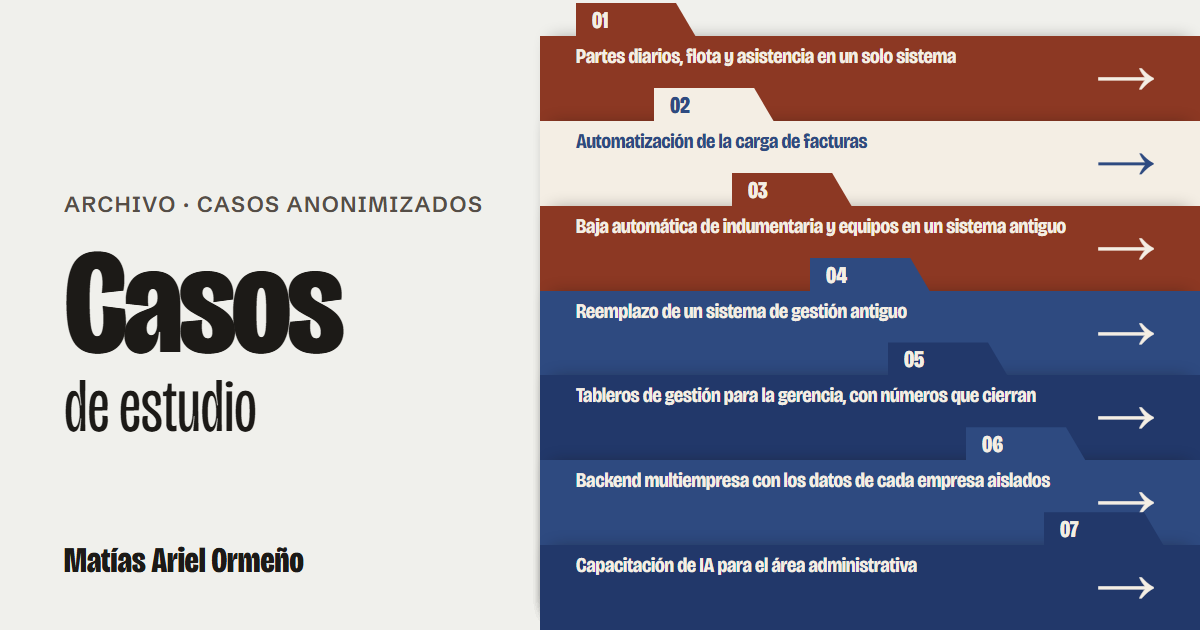 ARCHIVO · CASOS ANONIMIZADOS
Casos
de estudio
Matías Ariel Ormeño
01
Partes diarios, flota y asistencia en un solo sistema
02
Automatización de la carga de facturas
03
Baja automática de indumentaria y equipos en un sistema antiguo
04
Reemplazo de un sistema de gestión antiguo
05
Tableros de gestión para la gerencia, con números que cierran
06
Backend multiempresa con los datos de cada empresa aislados
07
Capacitación de IA para el área administrativa